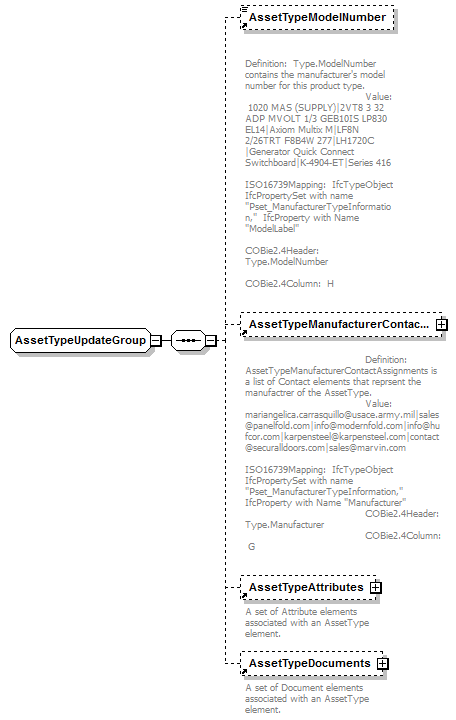 AssetTypeModelNumber
Definition:  Type.ModelNumber
contains the manufacturer's model
number for this product type.
Value:
1020 MAS (SUPPLY)|2VT8 3 32
ADP MVOLT 1/3 GEB10IS LP830
EL14|Axiom Multix M|LF8N
2/26TRT F8B4W 277|LH1720C
|Generator Quick Connect
Switchboard|K-4904-ET|Series 416
ISO16739Mapping:  IfcTypeObject
IfcPropertySet with name
"Pset_ManufacturerTypeInformatio
n,"  IfcProperty with Name
"ModelLabel"
COBie2.4Header:
Type.ModelNumber
COBie2.4Column:  H
AssetTypeUpdateGroup
AssetTypeManufacturerContac...
Definition:
AssetTypeManufacturerContactAssignments is
a list of Contact elements that reprsent the
manufactrer of the AssetType.
Value:
mariangelica.carrasquillo@usace.army.mil|sales
@panelfold.com|info@modernfold.com|info@hu
fcor.com|karpensteel@karpensteel.com|contact
@securalldoors.com|sales@marvin.com
ISO16739Mapping:  IfcTypeObject
IfcPropertySet with name
"Pset_ManufacturerTypeInformation,"
IfcProperty with Name "Manufacturer"
COBie2.4Header:
Type.Manufacturer
COBie2.4Column:
G
AssetTypeAttributes
A set of Attribute elements
associated with an AssetType
element.
AssetTypeDocuments
A set of Document elements
associated with an AssetType
element.